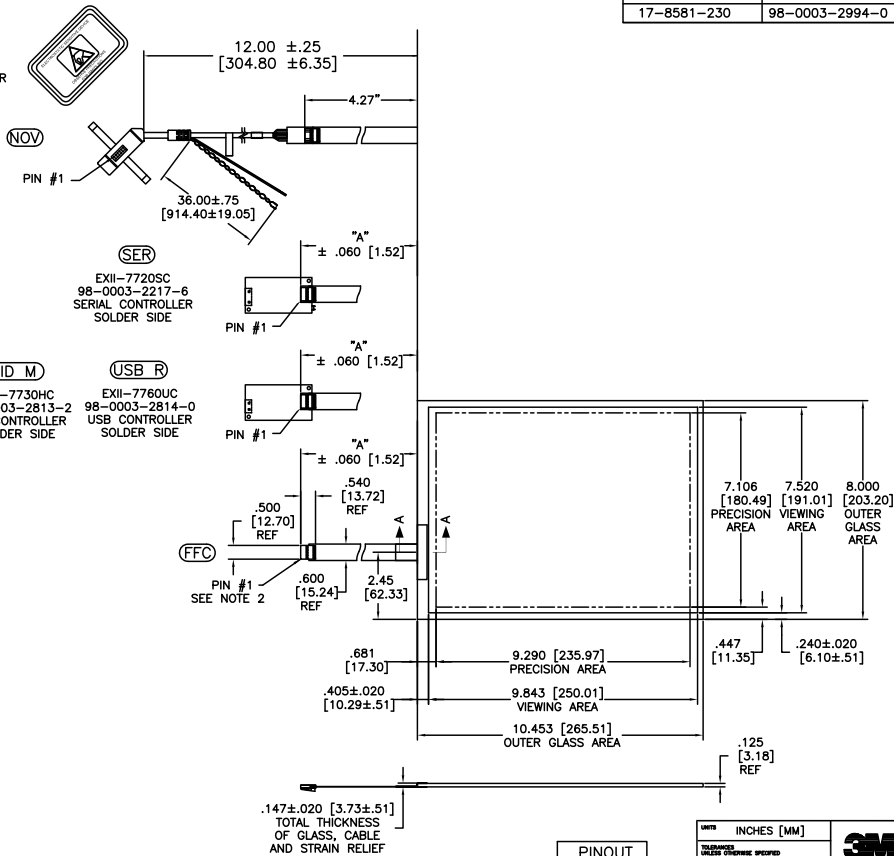 17-8581-230 98-0003-2994-0
R
12.00 ±.25
[304.80 ±6.35]
4.27"
NOV
PIN #1
36.00±.75
[914.40±19.05]
"A"
± .060 [1.52]
SER
EXII-7720SC
98-0003-2217-6
SERIAL CONTROLLER
SOLDER SIDE
PIN #1
"A"
± .060 [1.52]
ID M)
-7730HC
03-2813-2
CONTROLLER
DER SIDE
USB R
EXII-7760UC
98-0003-2814-0
USB CONTROLLER
SOLDER SIDE
PIN #1
"A"
± .060 [1.52]
.540
[13.72]
REF
.500
[12.70]
REF
A A
FFC
PIN #1
SEE NOTE 2
.600
[15.24]
REF
2.45
[62.33]
7.106
[180.49]
PRECISION
AREA
7.520
[191.01]
VIEWING
AREA
8.000
[203.20]
OUTER
GLASS
AREA
.447
[11.35]
.240±.020
[6.10±.51]
.681
[17.30]
9.290 [235.97]
PRECISION AREA
.405±.020
[10.29±.51]
9.843 [250.01]
VIEWING AREA
10.453 [265.51]
OUTER GLASS AREA
.125
[3.18]
REF
.147±.020 [3.73±.51]
TOTAL THICKNESS
OF GLASS, CABLE
AND STRAIN RELIEF
PINOUT
UNITS INCHES [MM]
TOLERANCES
UNLESS OTHERWISE SPECIFIED
3M